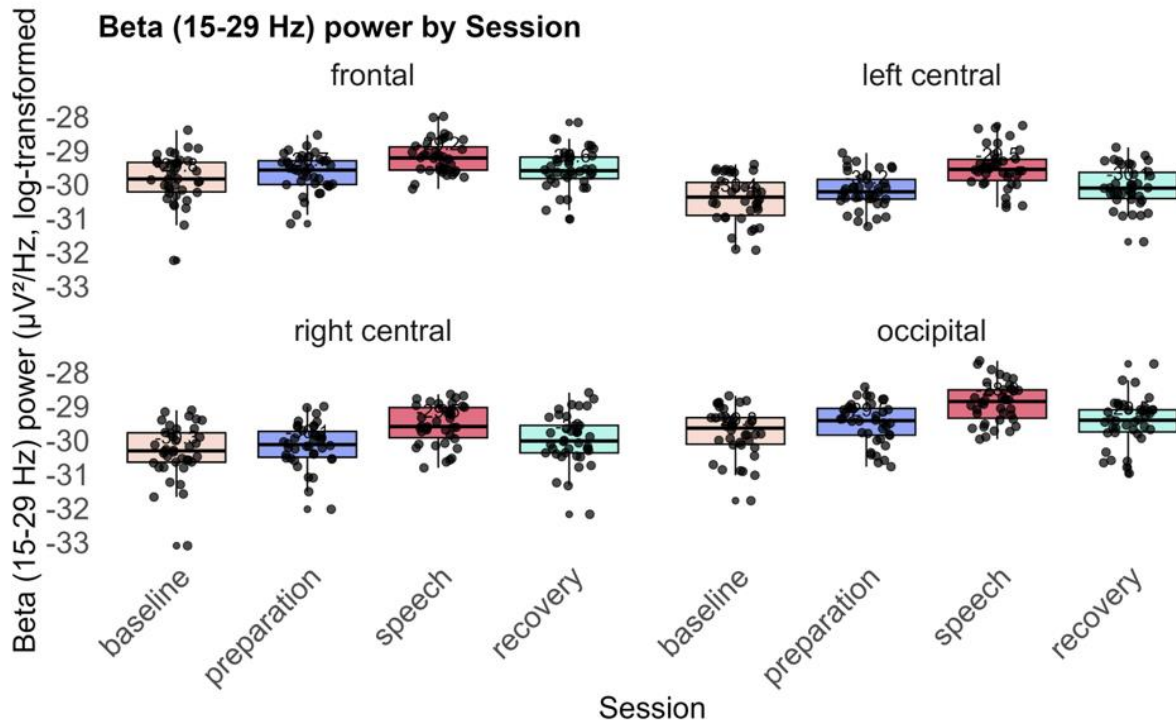 Beta (15-29 Hz) power by Session
frontal
left central
-28
-29
-30
-31
-32
-33
right central
occipital
-28
-29
-30
-31
-32
-33
baseline
preparation
speech
recovery
baseline
preparation
speech
recovery
Session
Beta (15-29 Hz) power (µV²/Hz, log-transformed